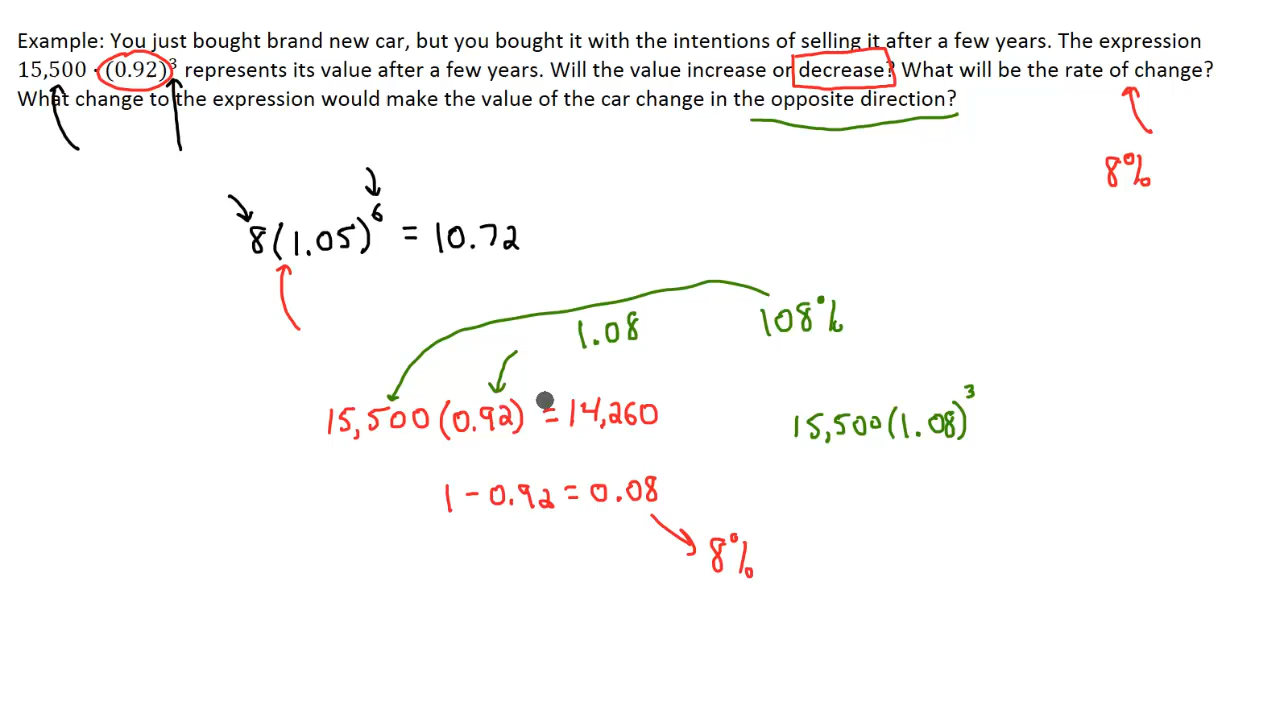 Example: You just bought brand new car, but you bought it with the intentions of selling it after a few years. The expression
15,500 · (0.92)³ represents its value after a few years. Will the value increase or decrease? What will be the rate of change?
What change to the expression would make the value of the car change in the opposite direction?
8%
8(1.05)⁶ = 10.72
1.08
108%
15,500(0.92) = 14,260
15,500(1.08)³
1 - 0.92 = 0.08
8%